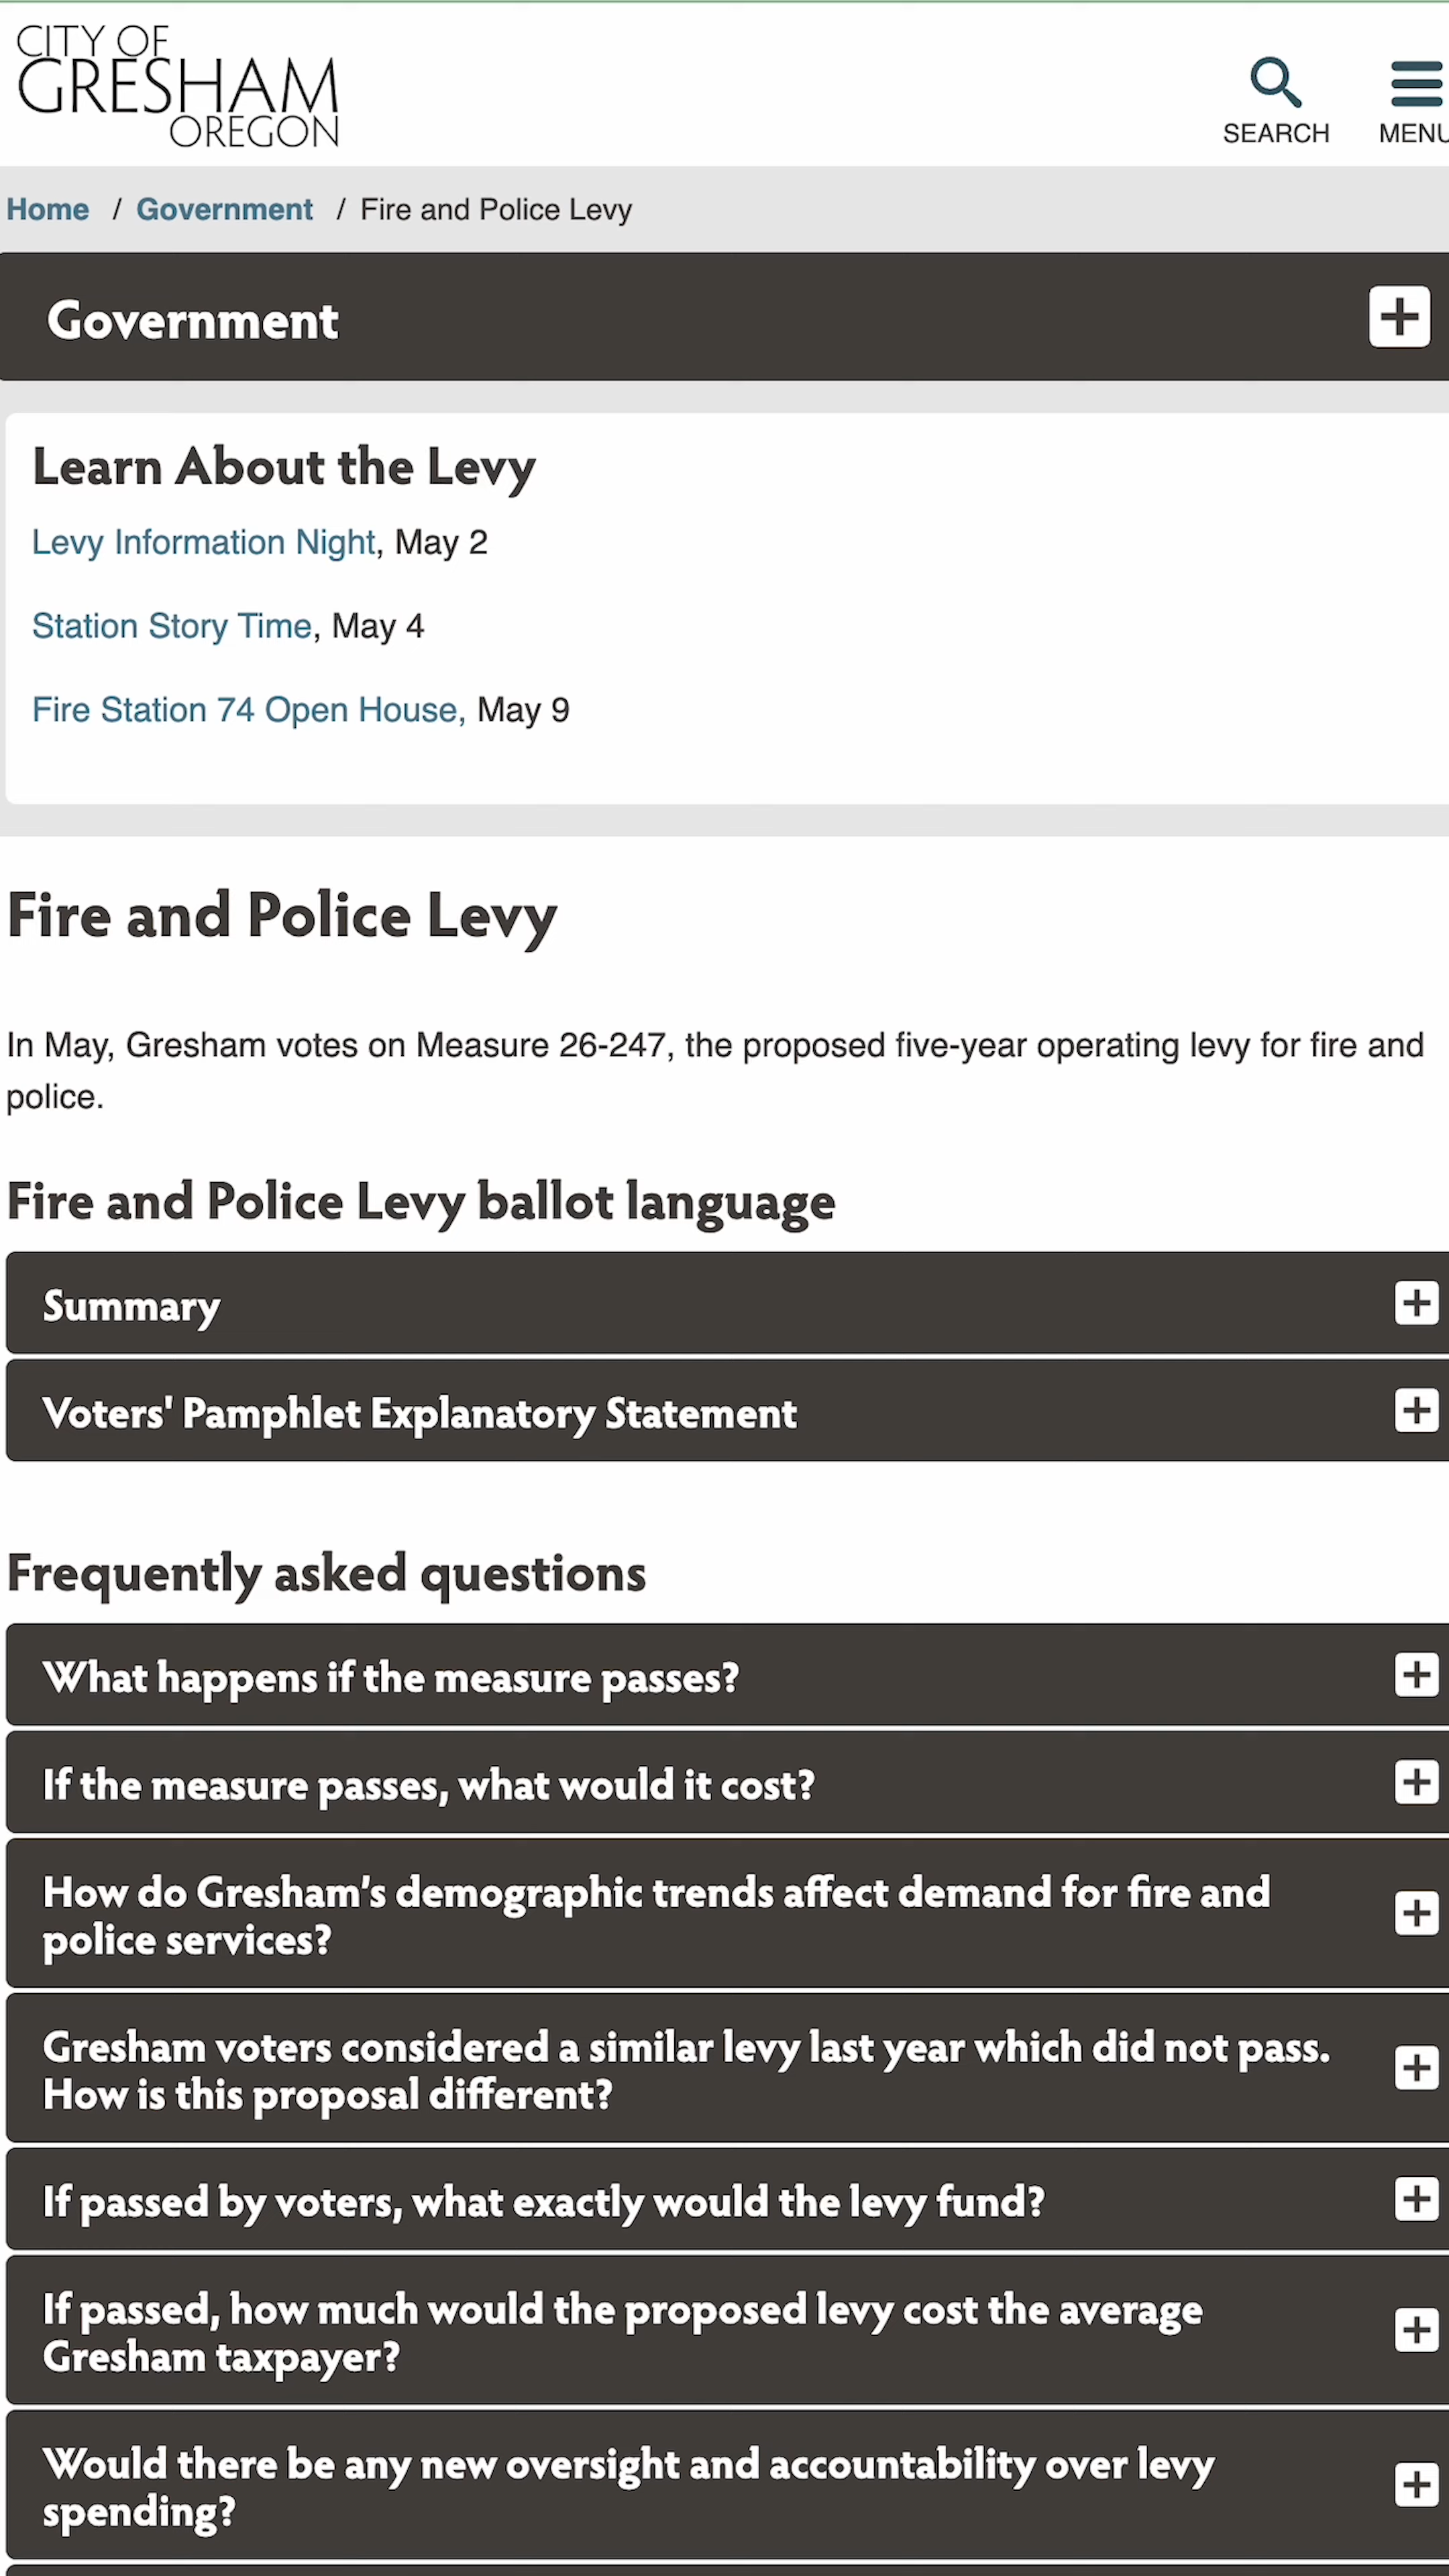 CITY OF
GRESHAM
OREGON
SEARCH
MENU
Home / Government / Fire and Police Levy
Government
Learn About the Levy
Levy Information Night, May 2
Station Story Time, May 4
Fire Station 74 Open House, May 9
Fire and Police Levy
In May, Gresham votes on Measure 26-247, the proposed five-year operating levy for fire and
police.
Fire and Police Levy ballot language
Summary
Voters' Pamphlet Explanatory Statement
Frequently asked questions
What happens if the measure passes?
If the measure passes, what would it cost?
How do Gresham's demographic trends affect demand for fire and
police services?
Gresham voters considered a similar levy last year which did not pass.
How is this proposal different?
If passed by voters, what exactly would the levy fund?
If passed, how much would the proposed levy cost the average
Gresham taxpayer?
Would there be any new oversight and accountability over levy
spending?